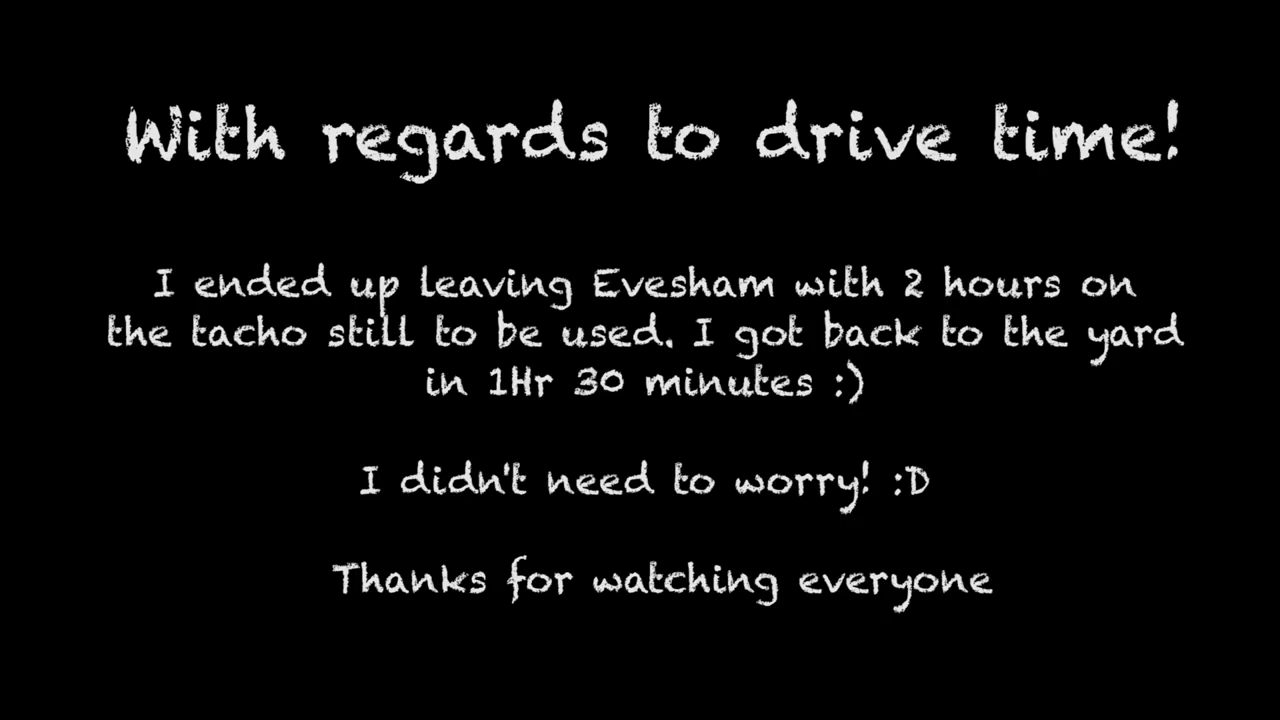 With regards to drive time!
I ended up leaving Evesham with 2 hours on
the tacho still to be used. I got back to the yard
in 1Hr 30 minutes :)
I didn't need to worry! :D
Thanks for watching everyone